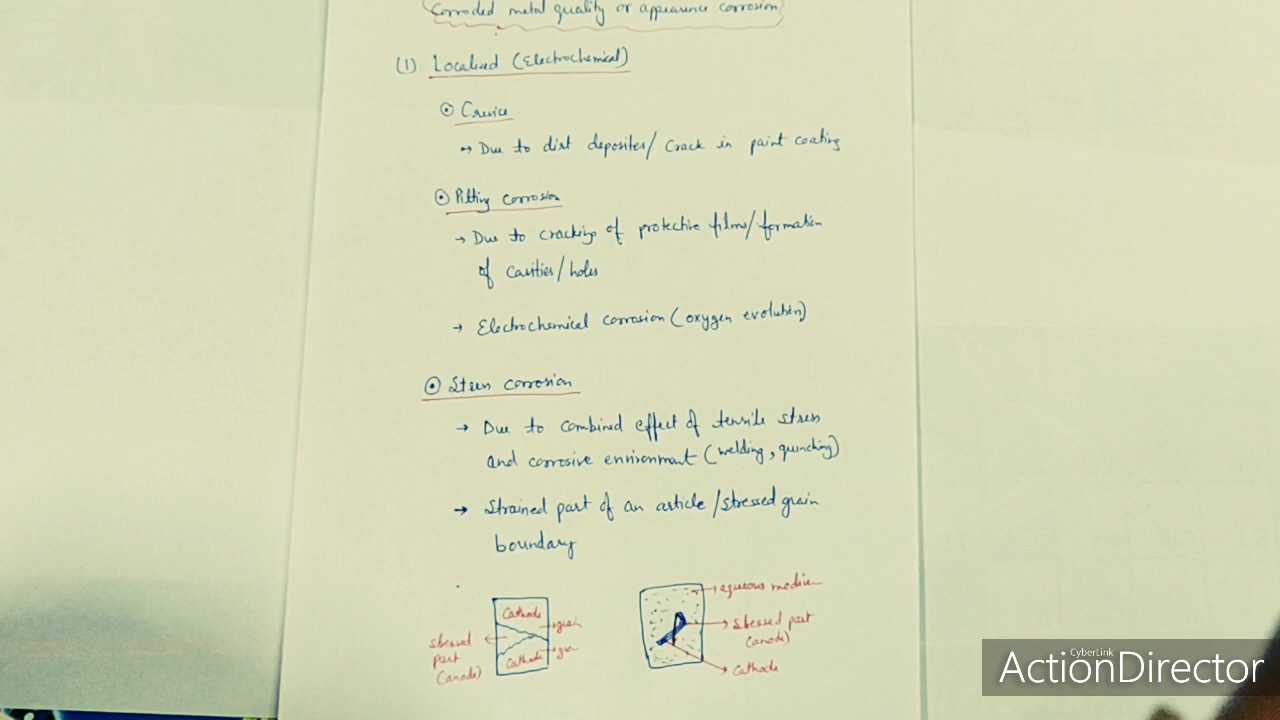 Corroded metal quality or appearence corrosion
(1) Localised (Electrochemical)
Crevice
→ Due to dirt deposites/ Crack in paint coating
Pitting corrosion
→ Due to cracking of protective films/formation
of cavities/holes
→ Electrochemical corrosion (oxygen evolution)
Stress corrosion
→ Due to combined effect of tensile stress
and corrosive environment (welding, quenching)
→ Strained part of an article /stressed grain
boundary
Cathode
→grain
stressed
part
(anode)
Cathode
→aqueous medium
→ stressed part
(anode)
→ cathode
CyberLink
ActionDirector